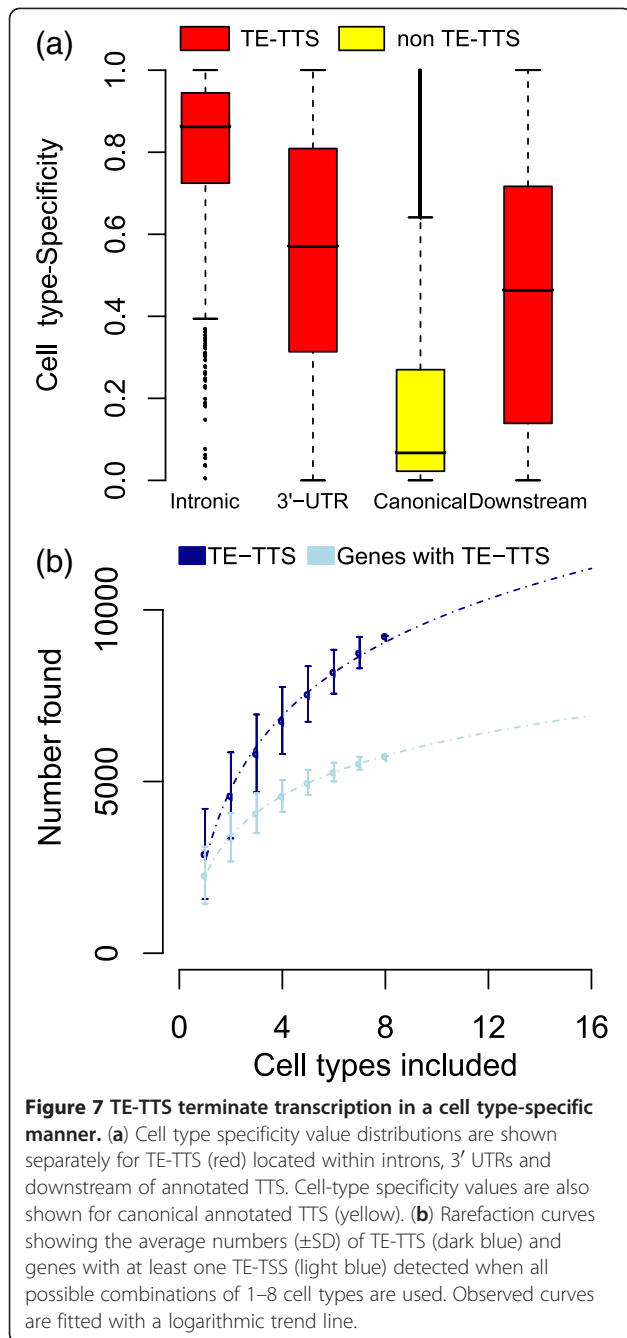 (a)
TE-TTS non TE-TTS
Cell type-Specificity
1.0
0.8
0.6
0.4
0.2
0.0
Intronic 3'-UTR Canonical Downstream
(b)
TE-TTS Genes with TE-TTS
Number found
10000
5000
0
0 4 8 12 16
Cell types included
Figure 7 TE-TTS terminate transcription in a cell type-specific
manner. (a) Cell type specificity value distributions are shown
separately for TE-TTS (red) located within introns, 3′ UTRs and
downstream of annotated TTS. Cell-type specificity values are also
shown for canonical annotated TTS (yellow). (b) Rarefaction curves
showing the average numbers (±SD) of TE-TTS (dark blue) and
genes with at least one TE-TSS (light blue) detected when all
possible combinations of 1–8 cell types are used. Observed curves
are fitted with a logarithmic trend line.